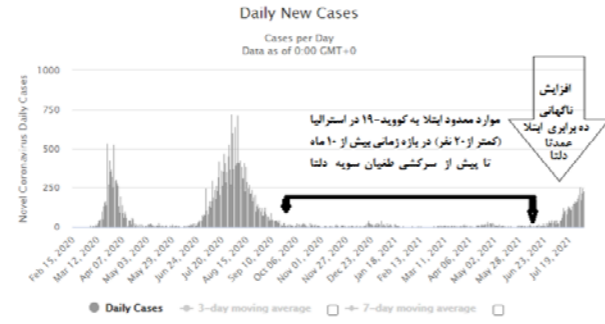 Daily New Cases
Cases per Day
Data as of 0:00 GMT+0
Novel Coronavirus Daily Cases
1000
750
500
250
0
افزایش
ناگهانی
ده برابری ابتلا
عمدتا
دلتا
موارد معدود ابتلا به کووید-۱۹ در استرالیا
(کمتر از ۲۰ نفر) در بازه زمانی بیش از ۱۰ ماه
تا پیش از سرکشی طغیان سویه دلتا
Feb 15, 2020
Mar 12, 2020
Apr 07, 2020
May 03, 2020
May 29, 2020
Jun 24, 2020
Jul 20, 2020
Aug 15, 2020
Sep 10, 2020
Oct 06, 2020
Nov 01, 2020
Nov 27, 2020
Dec 23, 2020
Jan 18, 2021
Feb 13, 2021
Mar 11, 2021
Apr 06, 2021
May 02, 2021
May 28, 2021
Jun 23, 2021
Jul 19, 2021
Daily Cases
3-day moving average
7-day moving average